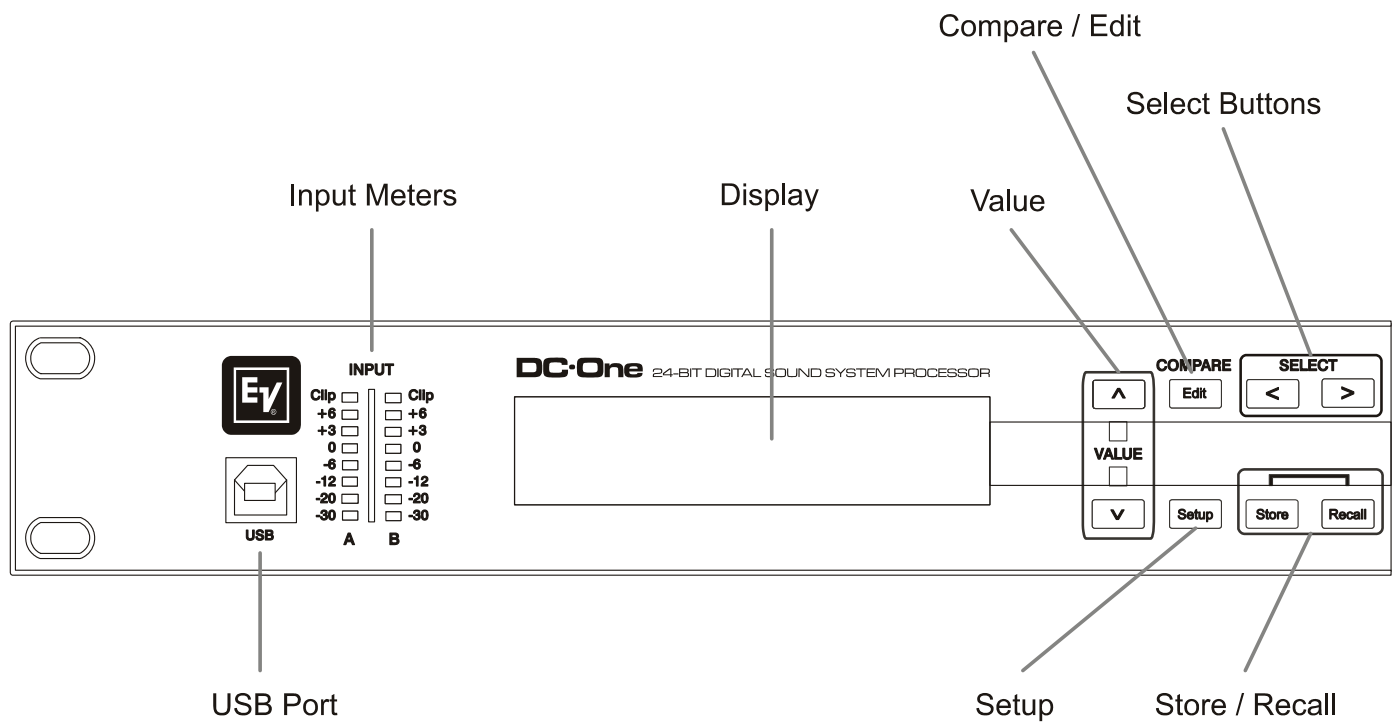 Compare / Edit
Select Buttons
Input Meters
Display
Value
DC·One 24-BIT DIGITAL SOUND SYSTEM PROCESSOR
COMPARE
SELECT
EV®
INPUT
Clip Clip
+6 +6
+3 +3
0 0
-6 -6
-12 -12
-20 -20
-30 -30
A B
USB
^
VALUE
v
Edit
< >
Setup
Store Recall
USB Port
Setup
Store / Recall